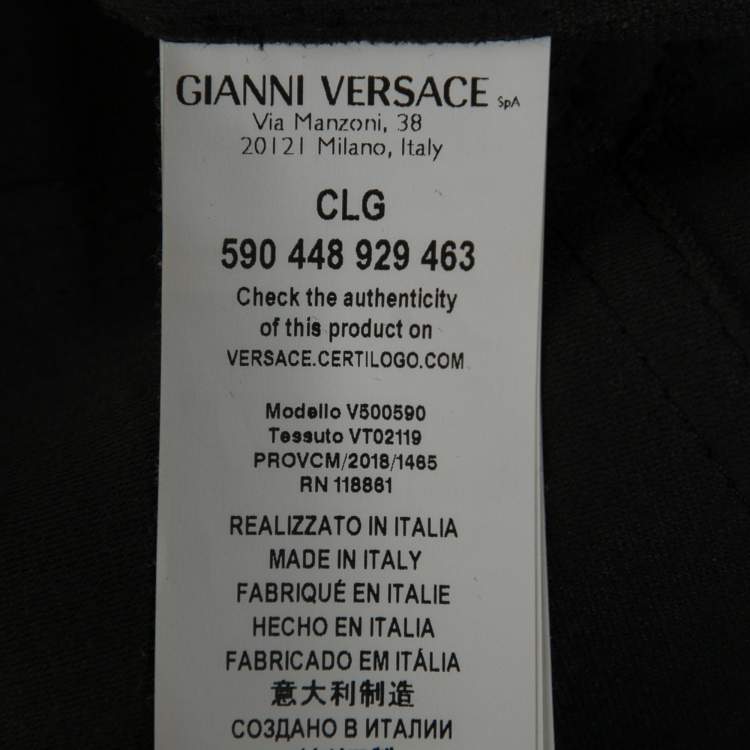 GIANNI VERSACE SpA
Via Manzoni, 38
20121 Milano, Italy
CLG
590 448 929 463
Check the authenticity
of this product on
VERSACE.CERTILOGO.COM
Modello V500590
Tessuto VT02119
PROVCM/2018/1465
RN 118861
REALIZZATO IN ITALIA
MADE IN ITALY
FABRIQUÉ EN ITALIE
HECHO EN ITALIA
FABRICADO EM ITÁLIA
意大利制造
СОЗДАНО В ИТАЛИИ